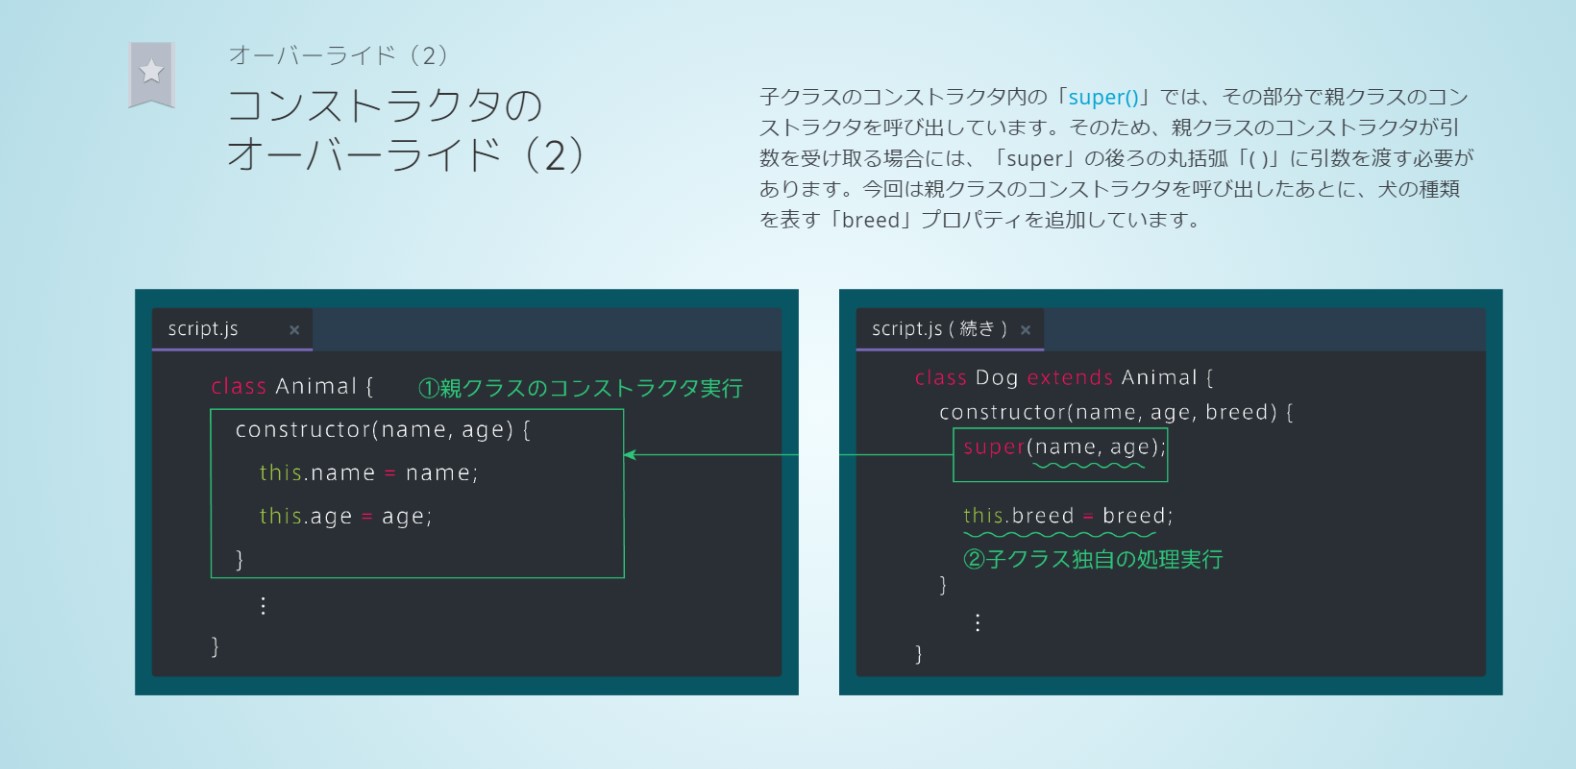 オーバーライド（2）
コンストラクタの
オーバーライド（2）
子クラスのコンストラクタ内の「super()」では、その部分で親クラスのコン
ストラクタを呼び出しています。そのため、親クラスのコンストラクタが引
数を受け取る場合には、「super」の後ろの丸括弧「( )」に引数を渡す必要が
あります。今回は親クラスのコンストラクタを呼び出したあとに、犬の種類
を表す「breed」プロパティを追加しています。
script.js ×
class Animal { ①親クラスのコンストラクタ実行
constructor(name, age) {
this.name = name;
this.age = age;
}
⋮
}
script.js ( 続き ) ×
class Dog extends Animal {
constructor(name, age, breed) {
super(name, age);
this.breed = breed;
②子クラス独自の処理実行
}
⋮
}